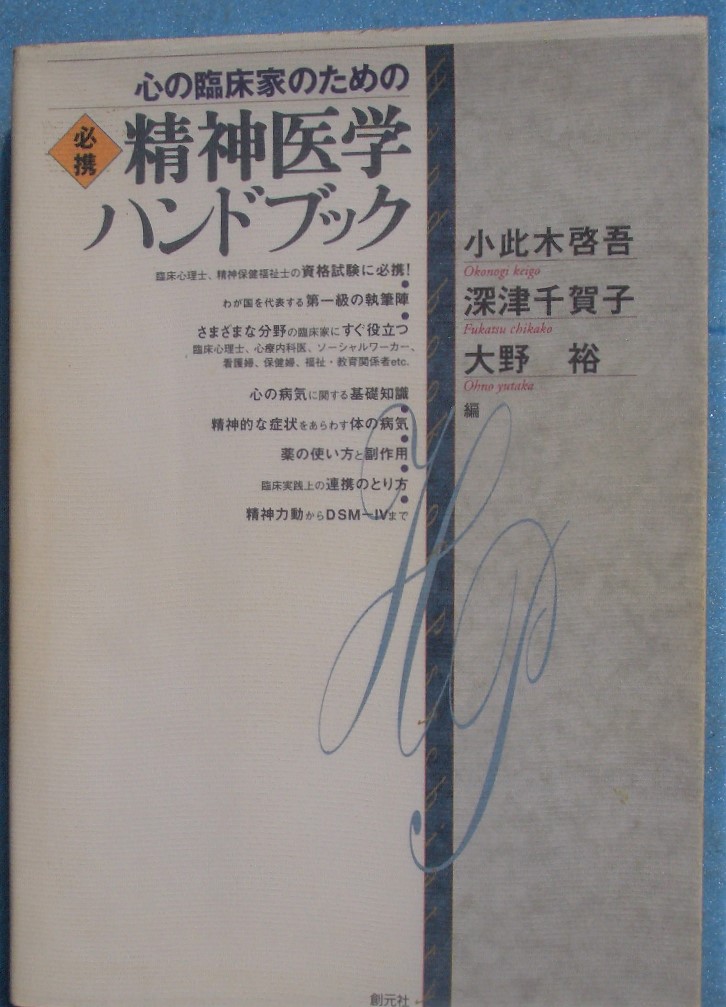 心の臨床家のための
必携
精神医学
ハンドブック
臨床心理士、精神保健福祉士の資格試験に必携!
わが国を代表する第一級の執筆陣
さまざまな分野の臨床家にすぐ役立つ
臨床心理士、心療内科医、ソーシャルワーカー、
看護婦、保健婦、福祉・教育関係者etc.
心の病気に関する基礎知識
精神的な症状をあらわす体の病気
薬の使い方と副作用
臨床実践上の連携のとり方
精神力動からDSM-IVまで
小此木啓吾
Okonogi keigo
深津千賀子
Fukatsu chikako
大野 裕
Ohno yutaka
編
HP
創元社